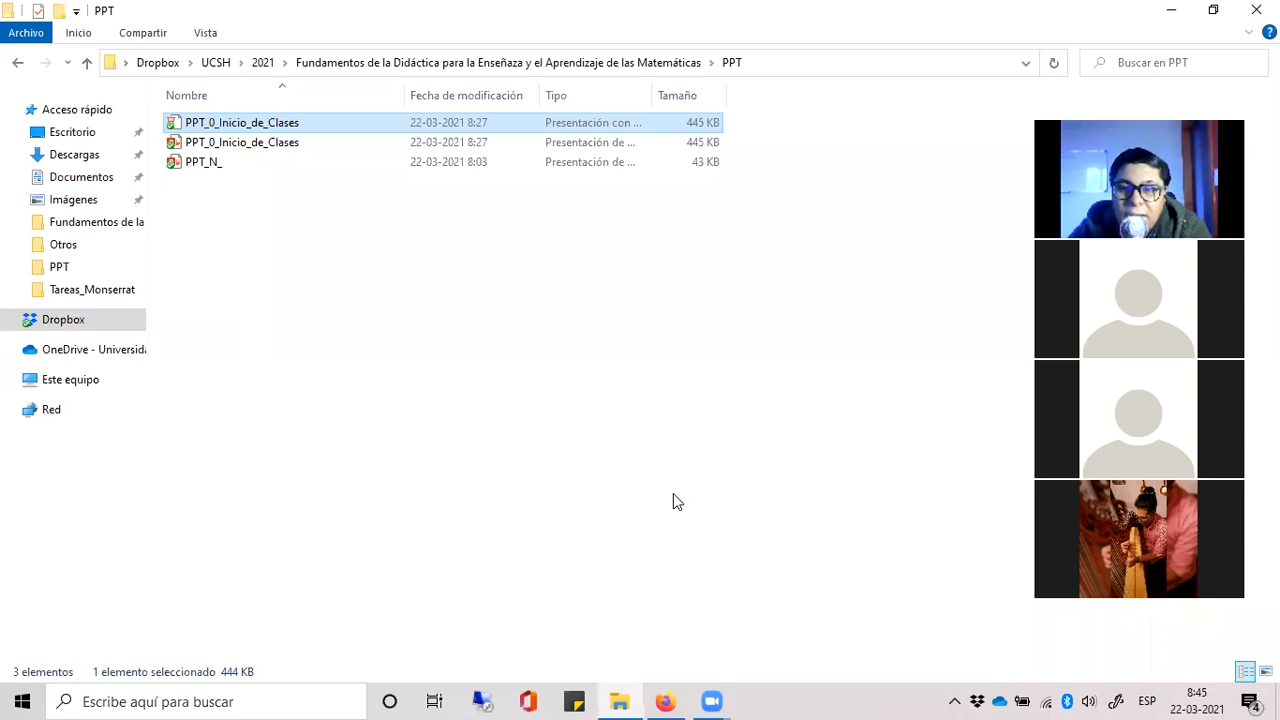 PPT
Archivo Inicio Compartir Vista
Dropbox UCSH 2021 Fundamentos de la Didáctica para la Enseñaza y el Aprendizaje de las Matemáticas PPT Buscar en PPT
Nombre Fecha de modificación Tipo Tamaño
PPT_0_Inicio_de_Clases 22-03-2021 8:27 Presentación con ... 445 KB
PPT_0_Inicio_de_Clases 22-03-2021 8:27 Presentación de ... 445 KB
PPT_N_ 22-03-2021 8:03 Presentación de ... 43 KB
Acceso rápido
Escritorio
Descargas
Documentos
Imágenes
Fundamentos de la
Otros
PPT
Tareas_Monserrat
Dropbox
OneDrive - Universida
Este equipo
Red
3 elementos 1 elemento seleccionado 444 KB
Escribe aquí para buscar
ESP
8:45
22-03-2021
4